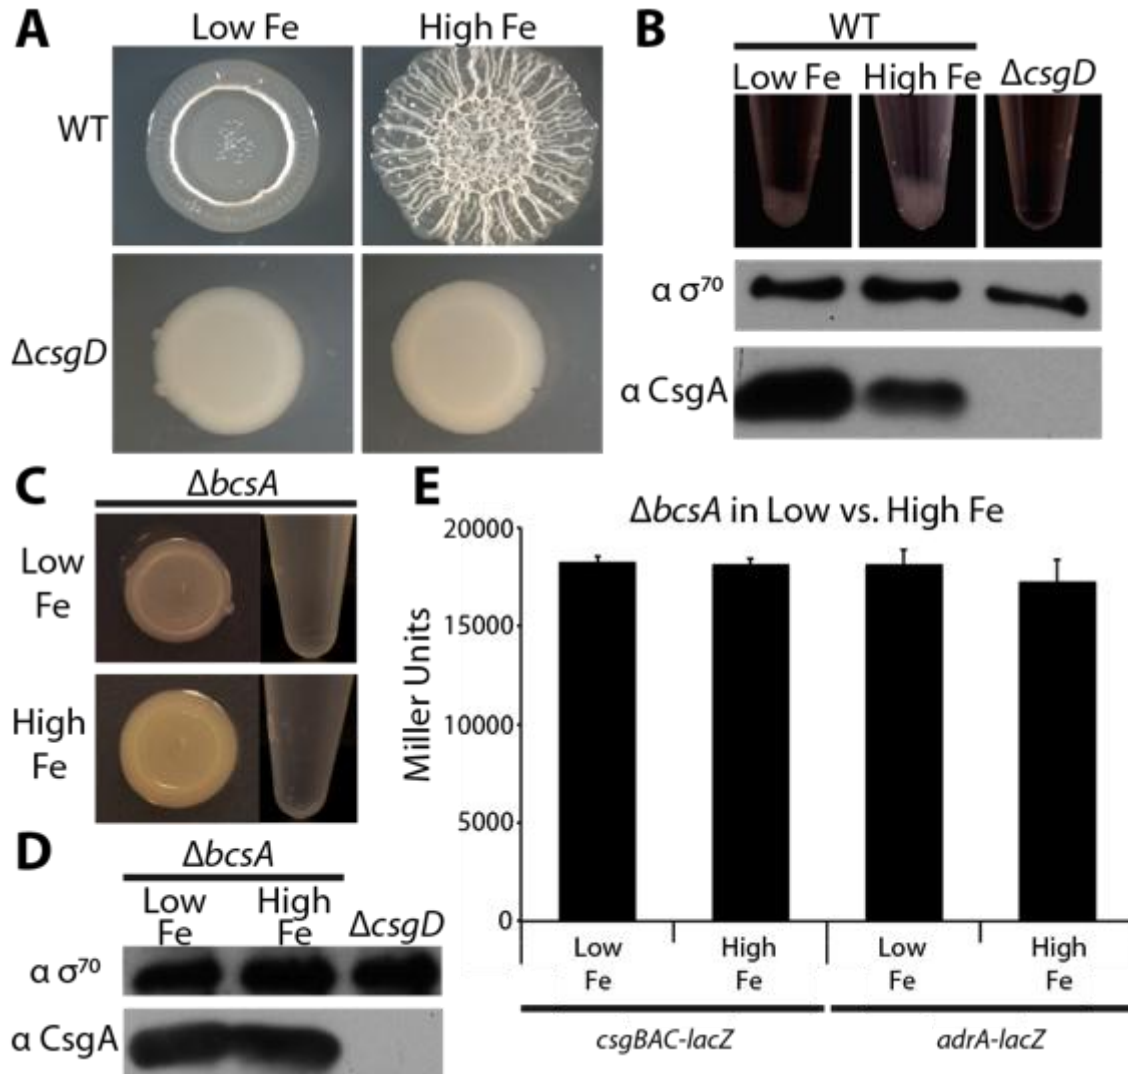 A
Low Fe High Fe
WT
ΔcsgD
B
WT
Low Fe High Fe ΔcsgD
α σ⁷⁰
α CsgA
C
ΔbcsA
Low
Fe
High
Fe
D
ΔbcsA
Low High
Fe Fe ΔcsgD
α σ⁷⁰
α CsgA
E
ΔbcsA in Low vs. High Fe
Miller Units
20000
15000
10000
5000
0
Low High Low High
Fe Fe Fe Fe
csgBAC-lacZ adrA-lacZ